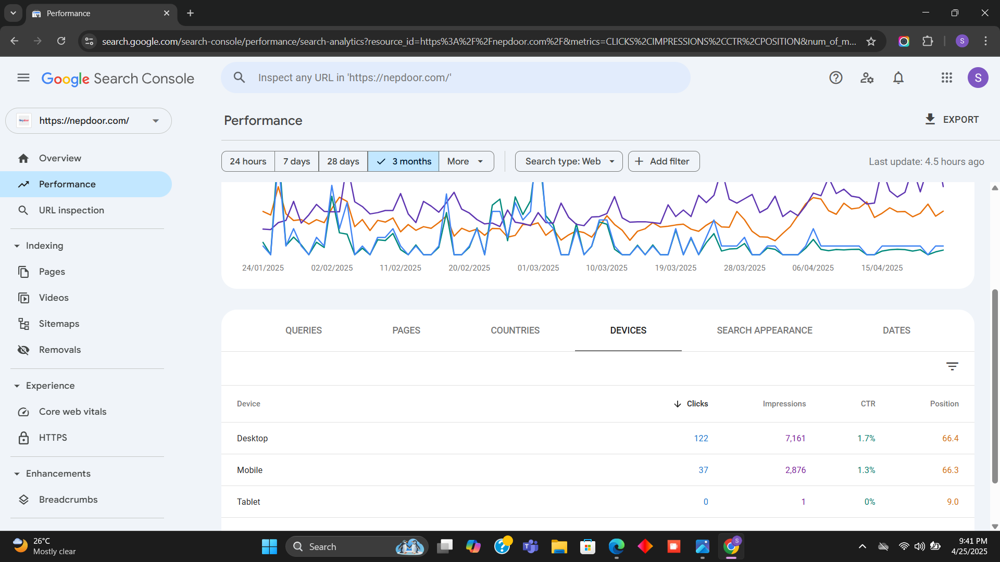 Performance
search.google.com/search-console/performance/search-analytics?resource_id=https%3A%2F%2Fnepdoor.com%2F&metrics=CLICKS%2CIMPRESSIONS%2CCTR%2CPOSITION&num_of_m...
S
Google Search Console
Inspect any URL in 'https://nepdoor.com/'
S
Nepdoor
https://nepdoor.com/
Performance
EXPORT
24 hours
7 days
28 days
3 months
More
Search type: Web
Add filter
Last update: 4.5 hours ago
Overview
Performance
URL inspection
Indexing
Pages
Videos
Sitemaps
Removals
Experience
Core web vitals
HTTPS
Enhancements
Breadcrumbs
24/01/2025
02/02/2025
11/02/2025
20/02/2025
01/03/2025
10/03/2025
19/03/2025
28/03/2025
06/04/2025
15/04/2025
QUERIES
PAGES
COUNTRIES
DEVICES
SEARCH APPEARANCE
DATES
Device Clicks Impressions CTR Position
Desktop 122 7,161 1.7% 66.4
Mobile 37 2,876 1.3% 66.3
Tablet 0 1 0% 9.0
26°C
Mostly clear
Search
S
9:41 PM
4/25/2025